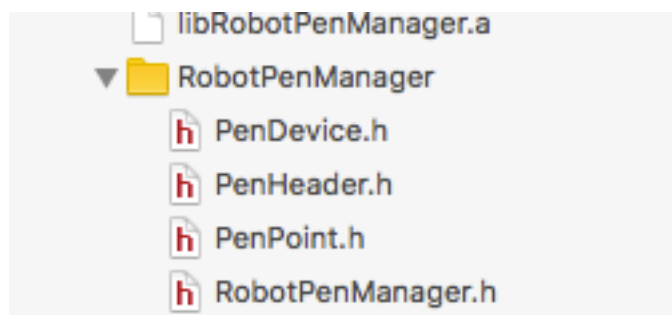 libRobotPenManager.a
RobotPenManager
PenDevice.h
PenHeader.h
PenPoint.h
RobotPenManager.h